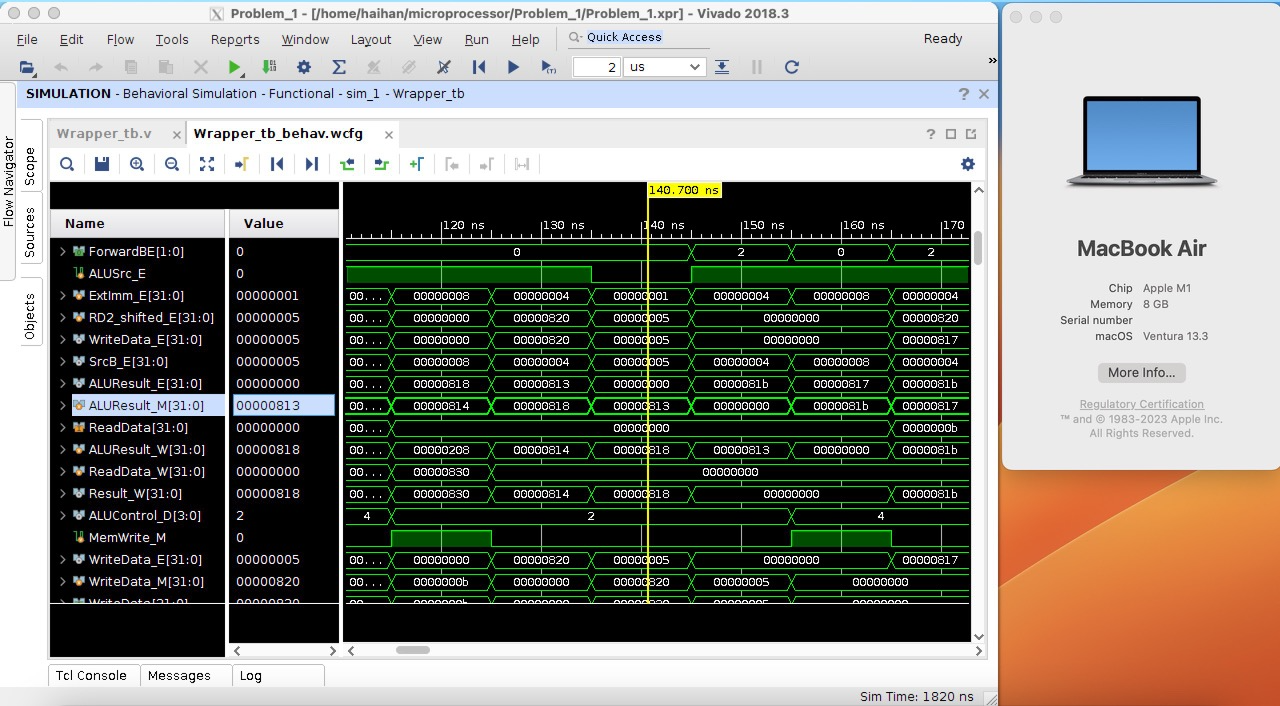 Problem_1 - [/home/haihan/microprocessor/Problem_1/Problem_1.xpr] - Vivado 2018.3
File Edit Flow Tools Reports Window Layout View Run Help Quick Access Ready
2 us
SIMULATION - Behavioral Simulation - Functional - sim_1 - Wrapper_tb
Flow Navigator
Scope
Sources
Objects
Wrapper_tb.v Wrapper_tb_behav.wcfg
140.700 ns
Name Value
120 ns 130 ns 140 ns 150 ns 160 ns 170
ForwardBE[1:0] 0 0 2 0 2
ALUSrc_E 0
ExtImm_E[31:0] 00000001 00... 00000008 00000004 00000001 00000004 00000008 00000004
RD2_shifted_E[31:0] 00000005 00... 00000000 00000820 00000005 00000000 00000820
WriteData_E[31:0] 00000005 00... 00000000 00000820 00000005 00000000 00000817
SrcB_E[31:0] 00000005 00... 00000008 00000004 00000005 00000004 00000008 00000004
ALUResult_E[31:0] 00000000 00... 00000818 00000813 00000000 0000081b 00000817 0000081b
ALUResult_M[31:0] 00000813 00... 00000814 00000818 00000813 00000000 0000081b 00000817
ReadData[31:0] 00000000 00... 00000000 0000000b
ALUResult_W[31:0] 00000818 00... 00000208 00000814 00000818 00000813 00000000 0000081b
ReadData_W[31:0] 00000000 00... 00000830 00000000
Result_W[31:0] 00000818 00... 00000830 00000814 00000818 00000000 0000081b
ALUControl_D[3:0] 2 4 2 4
MemWrite_M 0
WriteData_E[31:0] 00000005 00... 00000000 00000820 00000005 00000000 00000817
WriteData_M[31:0] 00000820 00... 0000000b 00000000 00000820 00000005 00000000
Tcl Console Messages Log
Sim Time: 1820 ns
MacBook Air
Chip Apple M1
Memory 8 GB
Serial number
macOS Ventura 13.3
More Info...
Regulatory Certification
™ and © 1983-2023 Apple Inc.
All Rights Reserved.